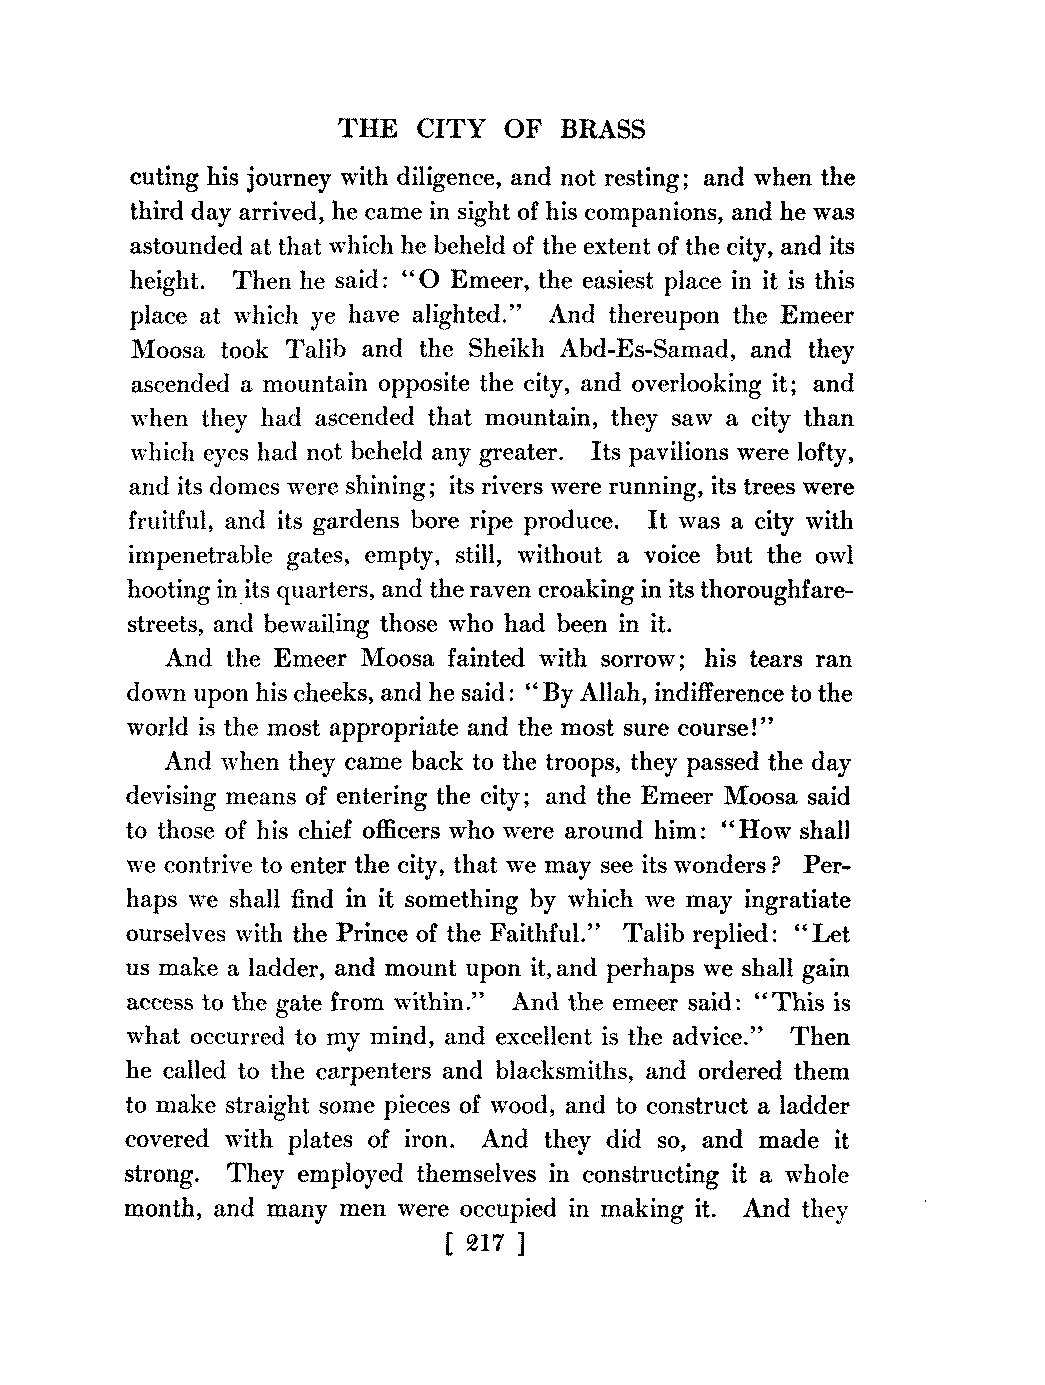 THE CITY OF BRASS
cuting his journey with diligence, and not resting; and when the
third day arrived, he came in sight of his companions, and he was
astounded at that which he beheld of the extent of the city, and its
height. Then he said: “O Emeer, the easiest place in it is this
place at which ye have alighted.” And thereupon the Emeer
Moosa took Talib and the Sheikh Abd-Es-Samad, and they
ascended a mountain opposite the city, and overlooking it; and
when they had ascended that mountain, they saw a city than
which eyes had not beheld any greater. Its pavilions were lofty,
and its domes were shining; its rivers were running, its trees were
fruitful, and its gardens bore ripe produce. It was a city with
impenetrable gates, empty, still, without a voice but the owl
hooting in its quarters, and the raven croaking in its thoroughfare-
streets, and bewailing those who had been in it.
And the Emeer Moosa fainted with sorrow; his tears ran
down upon his cheeks, and he said: “By Allah, indifference to the
world is the most appropriate and the most sure course!”
And when they came back to the troops, they passed the day
devising means of entering the city; and the Emeer Moosa said
to those of his chief officers who were around him: “How shall
we contrive to enter the city, that we may see its wonders? Per-
haps we shall find in it something by which we may ingratiate
ourselves with the Prince of the Faithful.” Talib replied: “Let
us make a ladder, and mount upon it, and perhaps we shall gain
access to the gate from within.” And the emeer said: “This is
what occurred to my mind, and excellent is the advice.” Then
he called to the carpenters and blacksmiths, and ordered them
to make straight some pieces of wood, and to construct a ladder
covered with plates of iron. And they did so, and made it
strong. They employed themselves in constructing it a whole
month, and many men were occupied in making it. And they
[ 217 ]